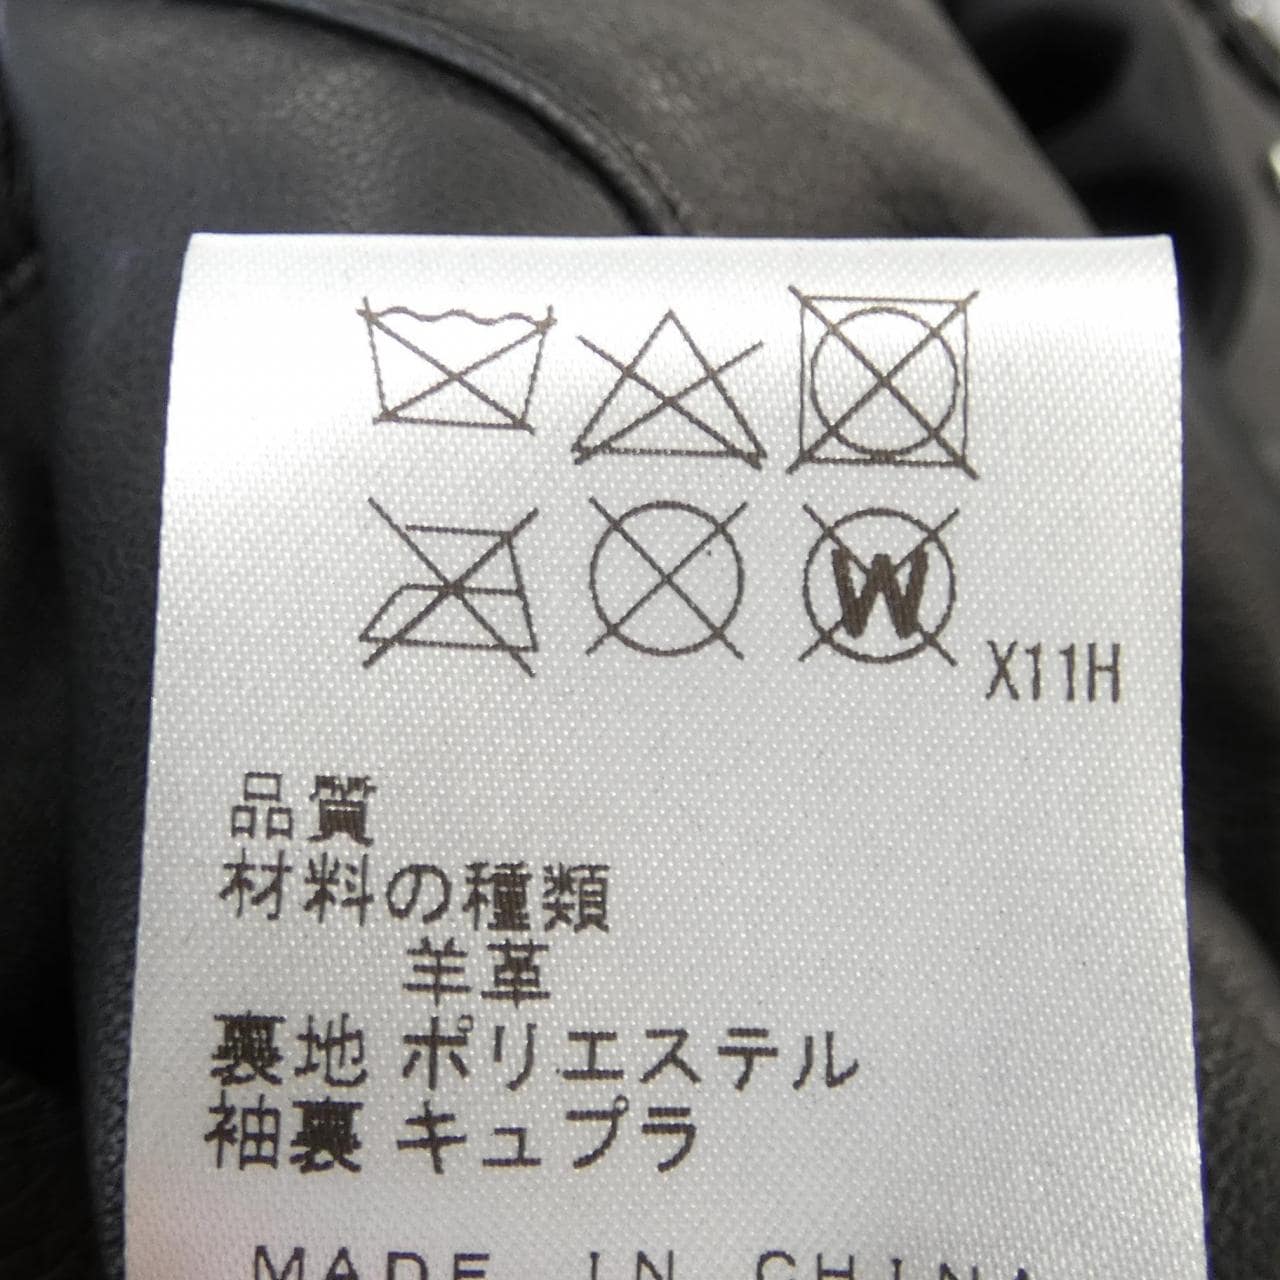 W
X11H
品質
材料の種類
羊革
裏地 ポリエステル
袖裏 キュプラ
MADE IN CHINA